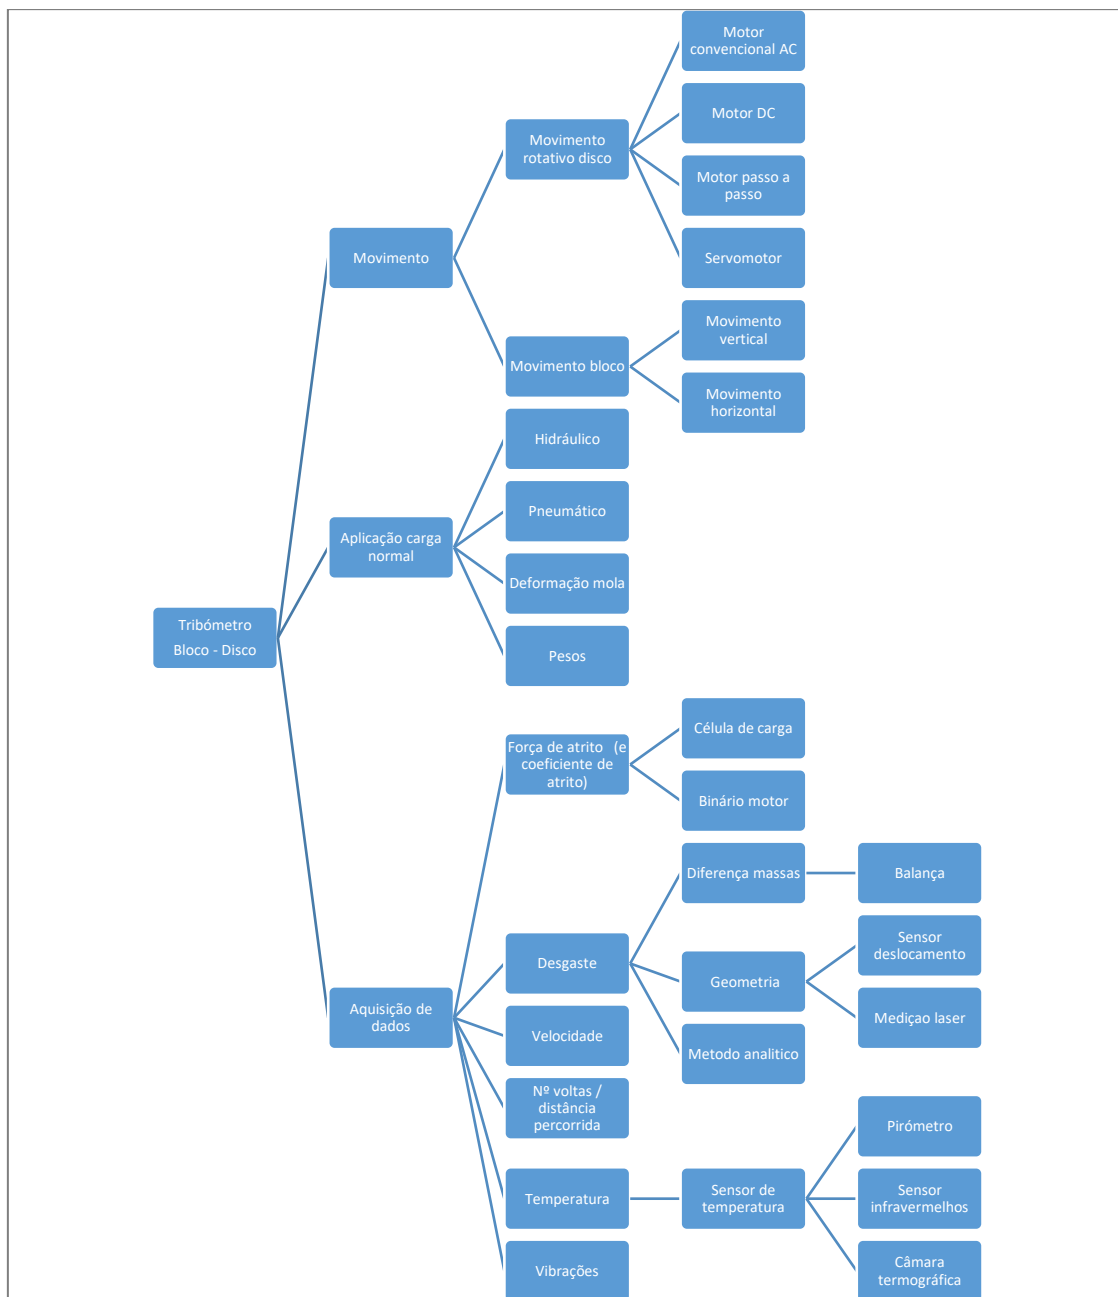 Tribómetro
Bloco - Disco
Movimento
Movimento
rotativo disco
Motor
convencional AC
Motor DC
Motor passo a
passo
Servomotor
Movimento bloco
Movimento
vertical
Movimento
horizontal
Aplicação carga
normal
Hidráulico
Pneumático
Deformação mola
Pesos
Aquisição de
dados
Força de atrito (e
coeficiente de
atrito)
Célula de carga
Binário motor
Desgaste
Diferença massas
Balança
Geometria
Sensor
deslocamento
Mediçao laser
Metodo analitico
Velocidade
Nº voltas /
distância
percorrida
Temperatura
Sensor de
temperatura
Pirómetro
Sensor
infravermelhos
Câmara
termográfica
Vibrações